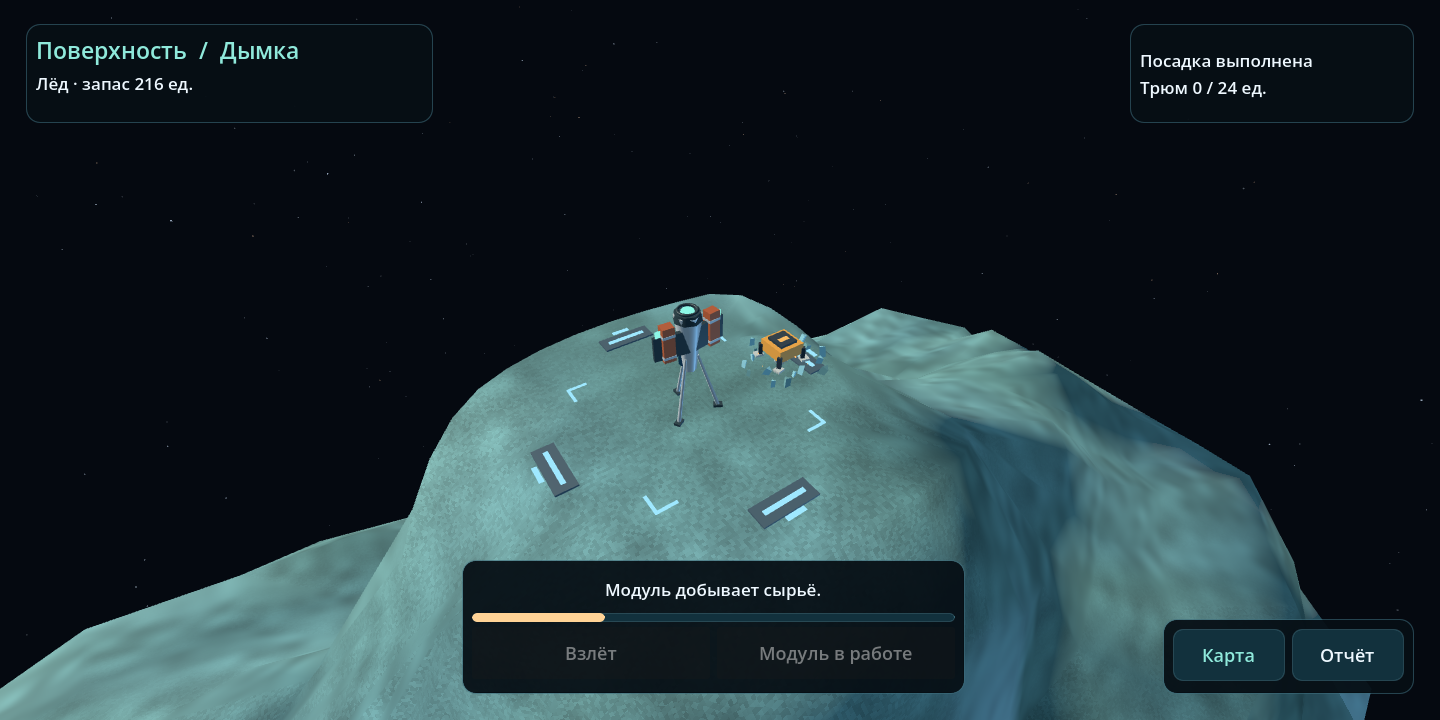 Поверхность / Дымка
Лёд · запас 216 ед.
Посадка выполнена
Трюм 0 / 24 ед.
Модуль добывает сырьё.
Взлёт
Модуль в работе
Карта
Отчёт